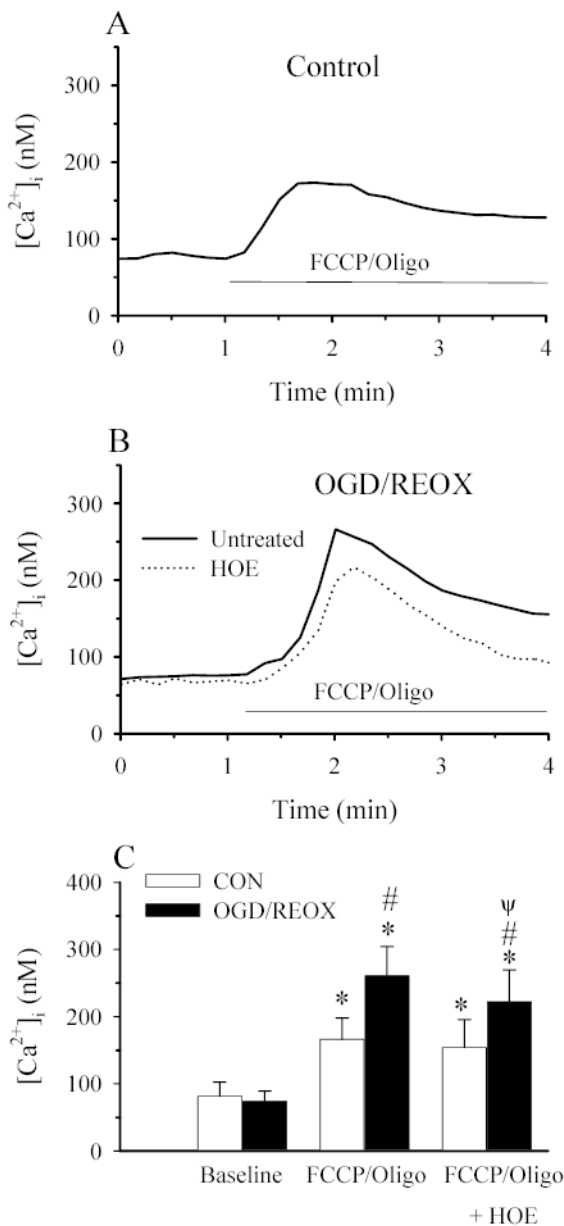 A
Control
[Ca²⁺]ᵢ (nM)
300
200
100
0
FCCP/Oligo
0 1 2 3 4
Time (min)
B
OGD/REOX
[Ca²⁺]ᵢ (nM)
300
200
100
0
Untreated
HOE
FCCP/Oligo
0 1 2 3 4
Time (min)
C
[Ca²⁺]ᵢ (nM)
400
300
200
100
0
CON
OGD/REOX
# ψ
* #
* * *
Baseline FCCP/Oligo FCCP/Oligo
+ HOE